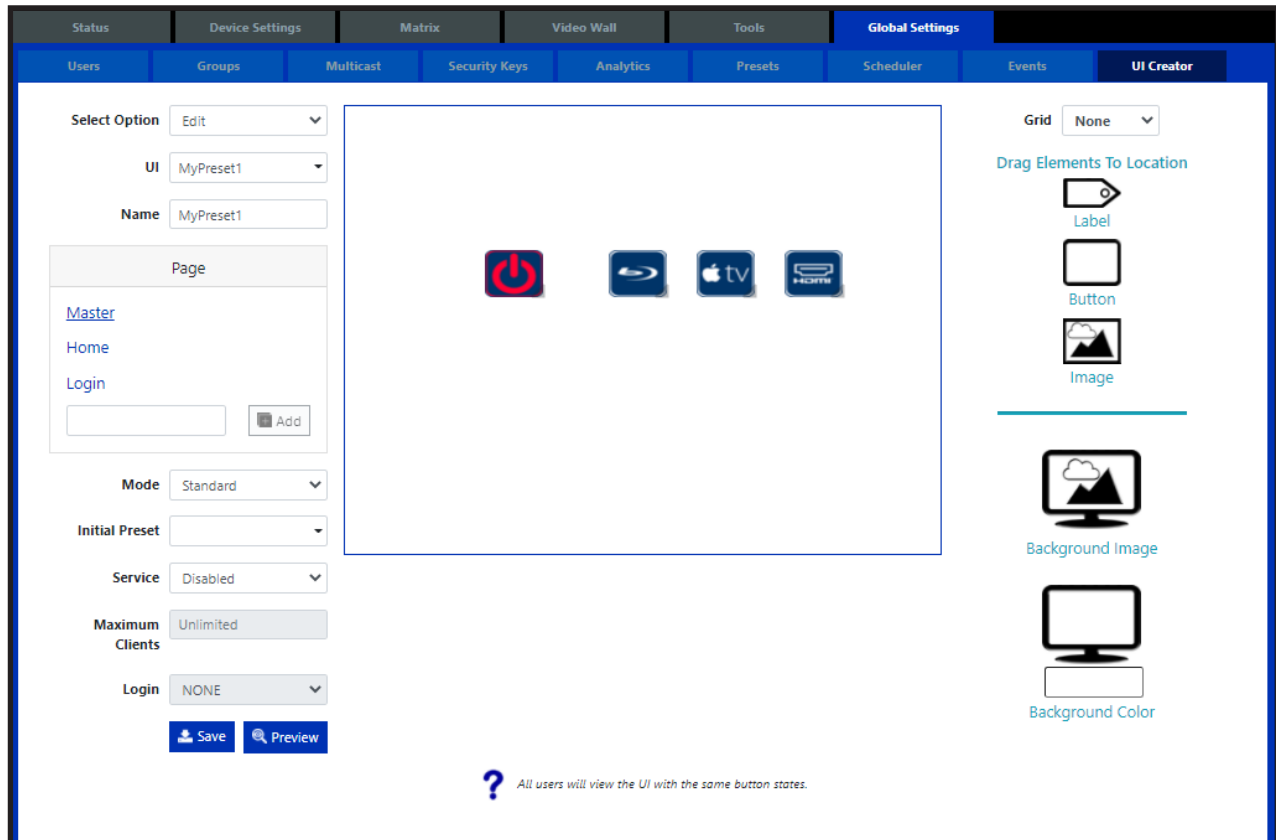 Status Device Settings Matrix Video Wall Tools Global Settings
Users Groups Multicast Security Keys Analytics Presets Scheduler Events UI Creator
Select Option Edit
UI MyPreset1
Name MyPreset1
Page
Master
Home
Login
Add
Mode Standard
Initial Preset
Service Disabled
Maximum Unlimited
Clients
Login NONE
Save Preview
tv HDMI
Grid None
Drag Elements To Location
Label
Button
Image
Background Image
Background Color
? All users will view the UI with the same button states.